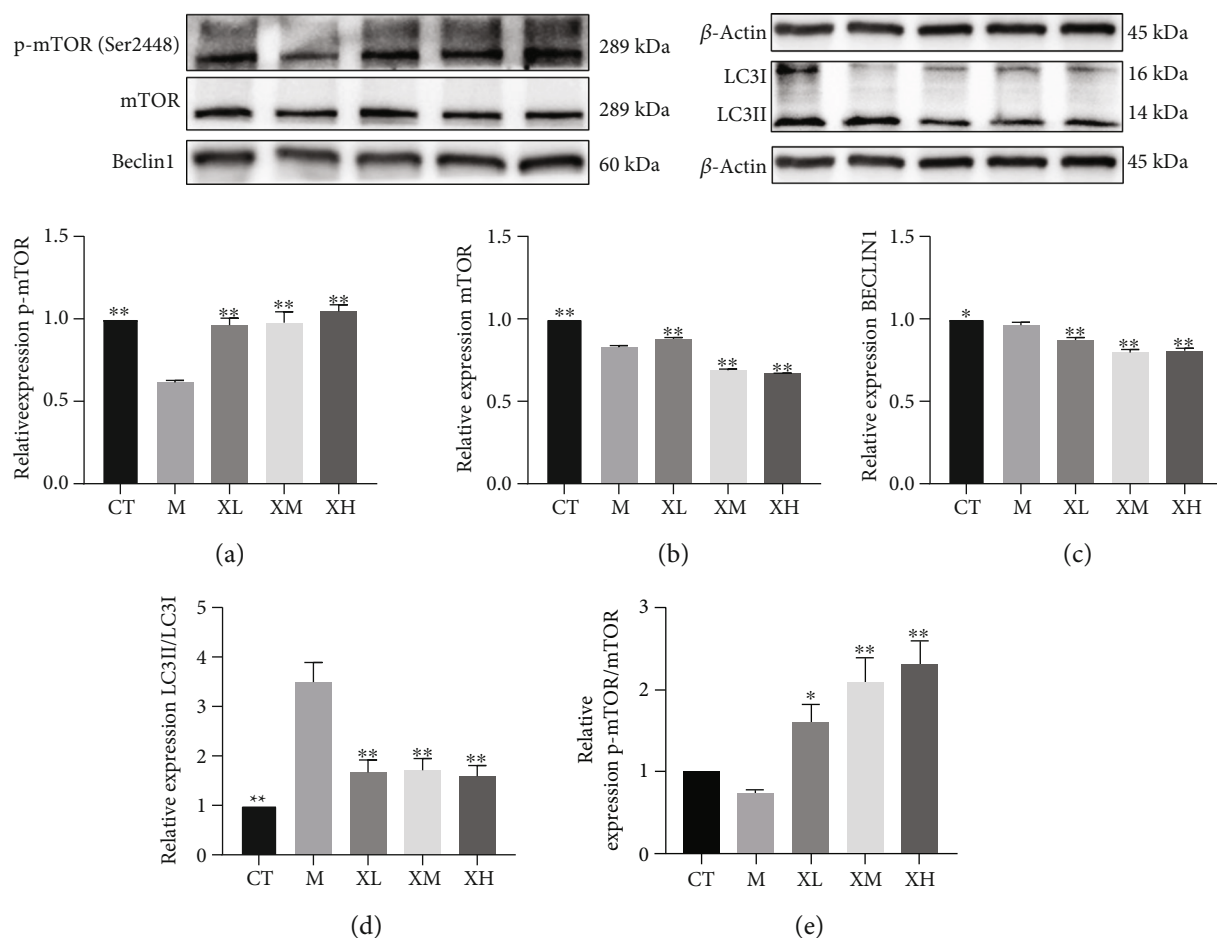 p-mTOR (Ser2448)
289 kDa
mTOR
289 kDa
Beclin1
60 kDa
β-Actin
45 kDa
LC3I
16 kDa
LC3II
14 kDa
β-Actin
45 kDa
Relativeexpression p-mTOR
1.5
1.0
0.5
0.0
**
**
**
**
CT M XL XM XH
(a)
Relative expression mTOR
1.5
1.0
0.5
0.0
**
**
**
**
CT M XL XM XH
(b)
Relative expression BECLIN1
1.5
1.0
0.5
0.0
*
**
**
**
CT M XL XM XH
(c)
Relative expression LC3II/LC3I
5
4
3
2
1
0
**
**
**
**
CT M XL XM XH
(d)
Relative
expression p-mTOR/mTOR
3
2
1
0
*
**
**
CT M XL XM XH
(e)